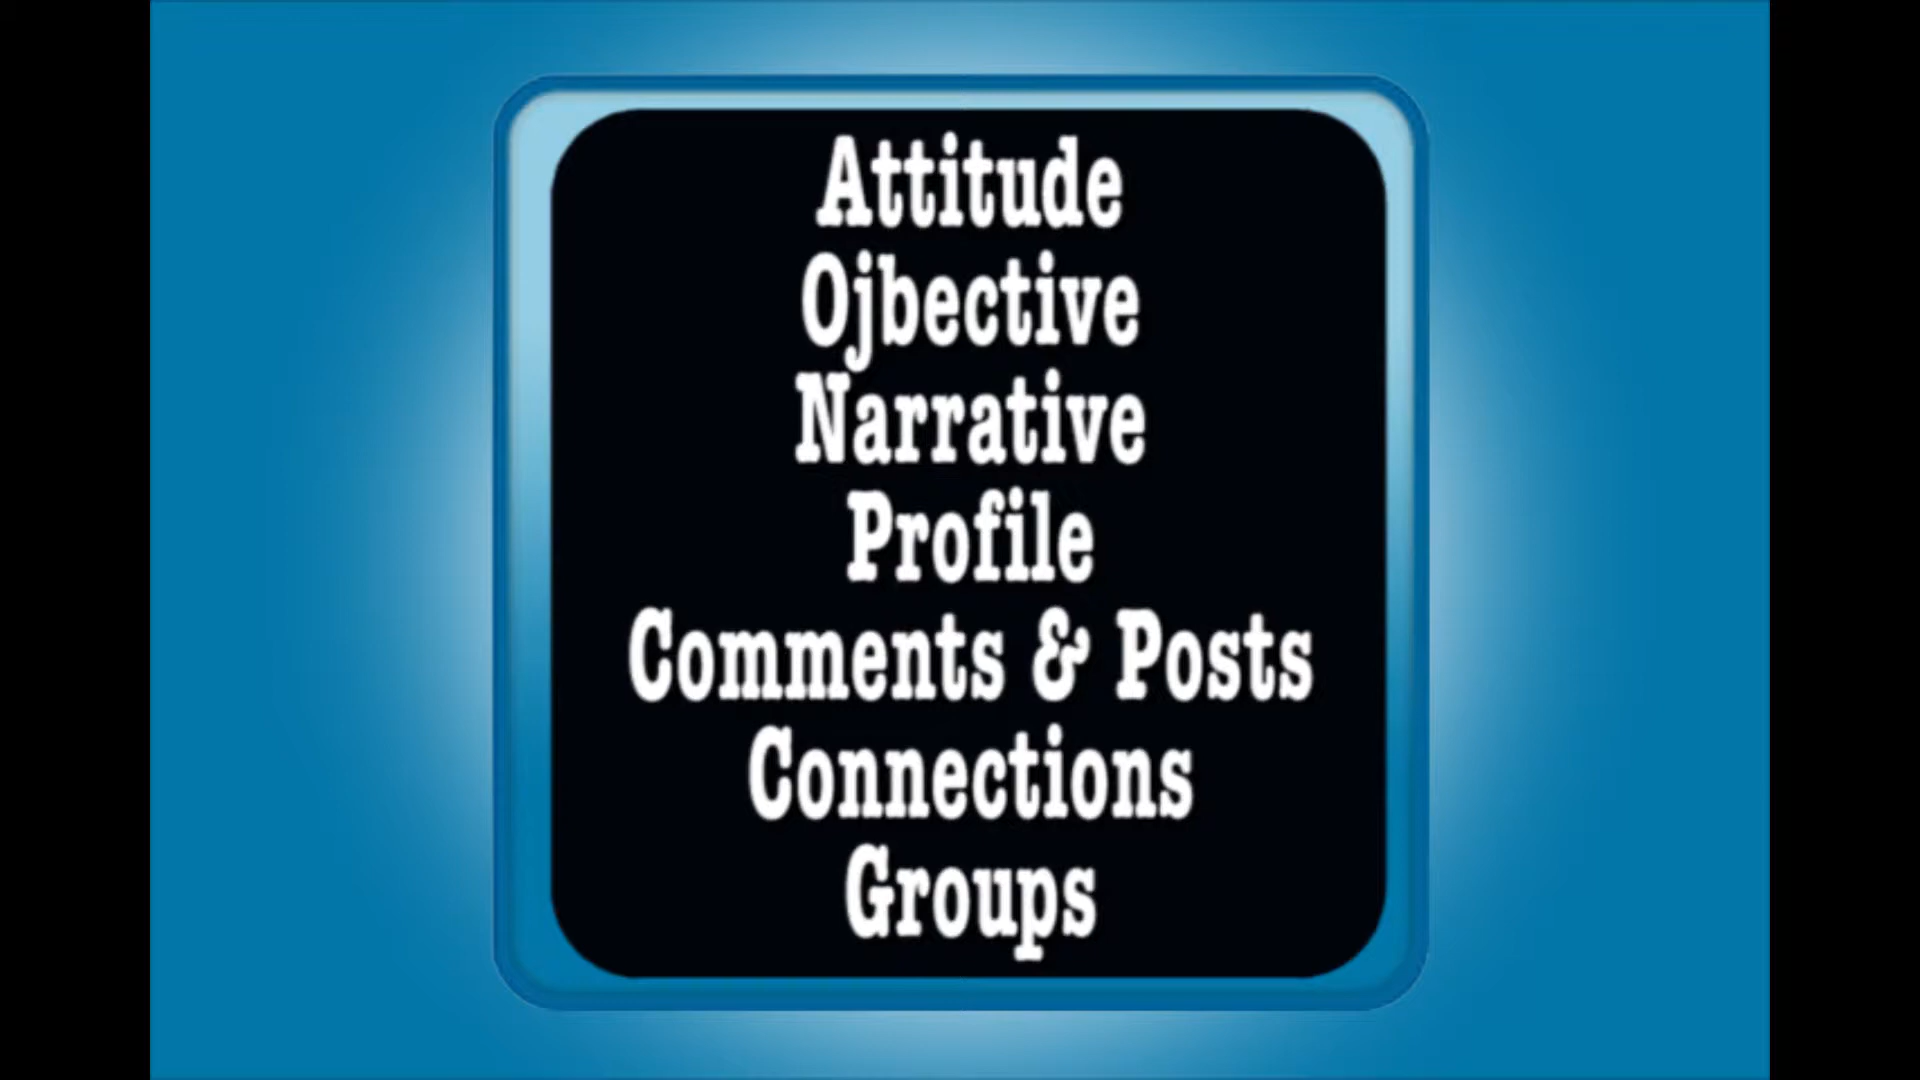 Attitude
Ojbective
Narrative
Profile
Comments & Posts
Connections
Groups